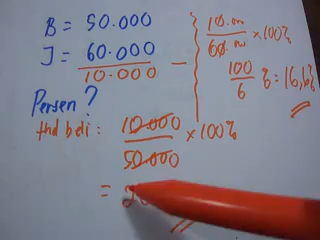 B = 50.000
J = 60.000
10.000 -
Persen?
thd beli : 10.000 / 50.000 × 100%
=
10.000 / 60.000 × 100%
100 / 6 % = 16,6%